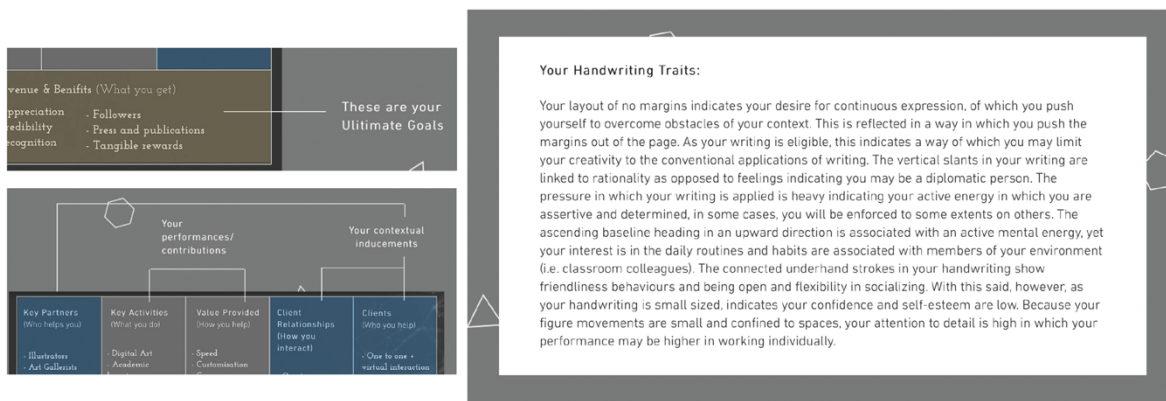 venue & Benifits (What you get)
ppreciation
redibility
ecognition
- Followers
- Press and publications
- Tangible rewards
These are your
Ulitimate Goals
Your
performances/
contributions
Your contextual
inducements
Key Partners
(Who helps you)
- Illustrators
- Art Gallerists
Key Activities
(What you do)
- Digital Art
- Academic
Value Provided
(How you help)
- Speed
- Customisation
Client
Relationships
(How you
interact)
Clients
(Who you help)
- One to one +
virtual interaction
Your Handwriting Traits:
Your layout of no margins indicates your desire for continuous expression, of which you push
yourself to overcome obstacles of your context. This is reflected in a way in which you push the
margins out of the page. As your writing is eligible, this indicates a way of which you may limit
your creativity to the conventional applications of writing. The vertical slants in your writing are
linked to rationality as opposed to feelings indicating you may be a diplomatic person. The
pressure in which your writing is applied is heavy indicating your active energy in which you are
assertive and determined, in some cases, you will be enforced to some extents on others. The
ascending baseline heading in an upward direction is associated with an active mental energy, yet
your interest is in the daily routines and habits are associated with members of your environment
(i.e. classroom colleagues). The connected underhand strokes in your handwriting show
friendliness behaviours and being open and flexibility in socializing. With this said, however, as
your handwriting is small sized, indicates your confidence and self-esteem are low. Because your
figure movements are small and confined to spaces, your attention to detail is high in which your
performance may be higher in working individually.